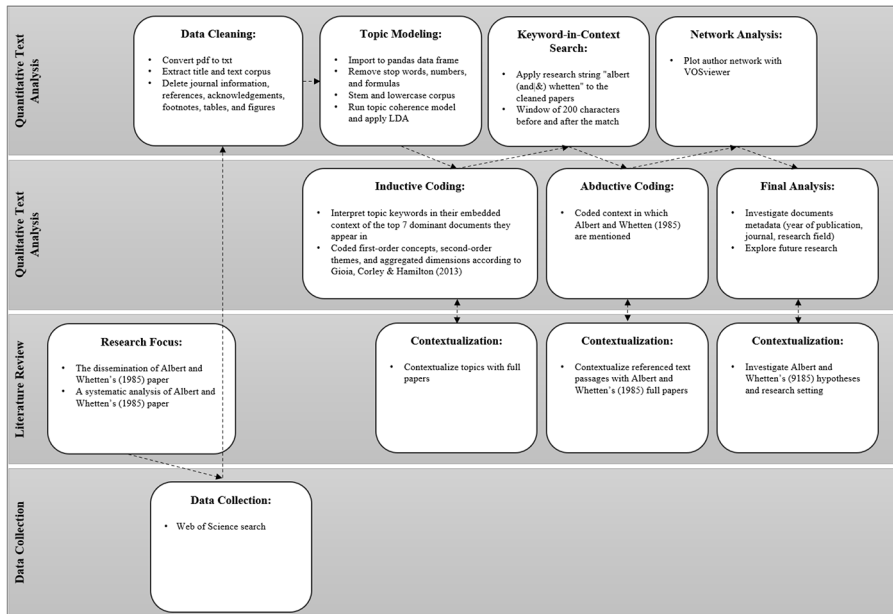 Quantitative Text
Analysis
Data Cleaning:
• Convert pdf to txt
• Extract title and text corpus
• Delete journal information,
references, acknowledgements,
footnotes, tables, and figures
Topic Modeling:
• Import to pandas data frame
• Remove stop words, numbers,
and formulas
• Stem and lowercase corpus
• Run topic coherence model
and apply LDA
Keyword-in-Context
Search:
• Apply research string "albert
(and|&) whetten" to the
cleaned papers
• Window of 200 characters
before and after the match
Network Analysis:
• Plot author network with
VOSviewer
Qualitative Text
Analysis
Inductive Coding:
• Interpret topic keywords in their embedded
context of the top 7 dominant documents they
appear in
• Coded first-order concepts, second-order
themes, and aggregated dimensions according to
Gioia, Corley & Hamilton (2013)
Abductive Coding:
• Coded context in which
Albert and Whetten (1985)
are mentioned
Final Analysis:
• Investigate documents
metadata (year of publication,
journal, research field)
• Explore future research
Literature Review
Research Focus:
• The dissemination of Albert and
Whetten's (1985) paper
• A systematic analysis of Albert and
Whetten's (1985) paper
Contextualization:
• Contextualize topics with full
papers
Contextualization:
• Contextualize referenced text
passages with Albert and
Whetten's (1985) full papers
Contextualization:
• Investigate Albert and
Whetten's (9185) hypotheses
and research setting
Data Collection
Data Collection:
• Web of Science search